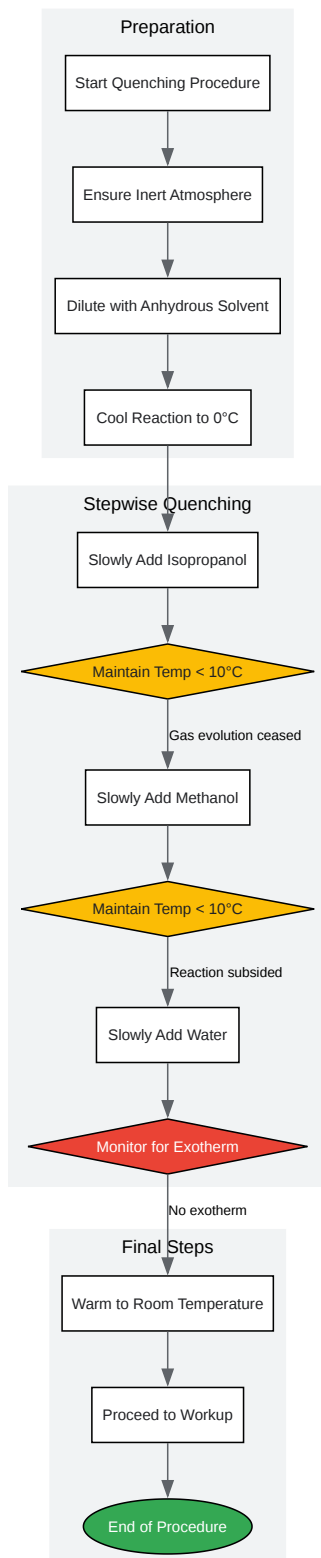 Preparation
Start Quenching Procedure
Ensure Inert Atmosphere
Dilute with Anhydrous Solvent
Cool Reaction to 0°C
Stepwise Quenching
Slowly Add Isopropanol
Maintain Temp < 10°C
Gas evolution ceased
Slowly Add Methanol
Maintain Temp < 10°C
Reaction subsided
Slowly Add Water
Monitor for Exotherm
No exotherm
Final Steps
Warm to Room Temperature
Proceed to Workup
End of Procedure